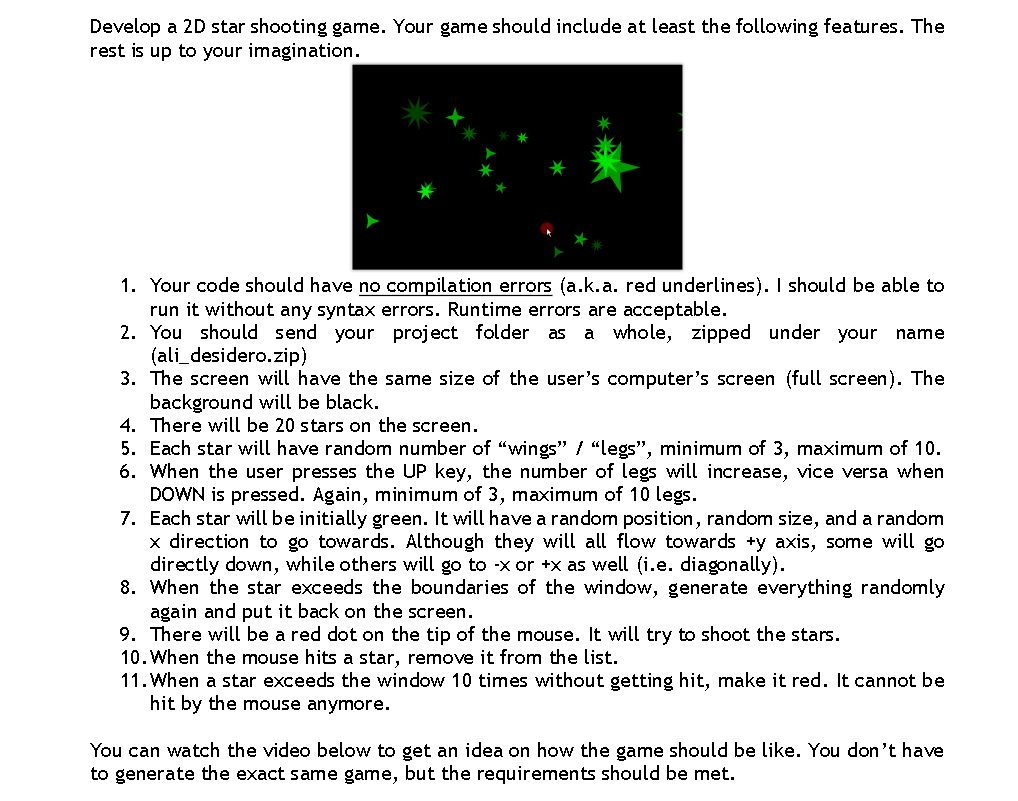 Develop a 2D star shooting game. Your game should include at least the following features. The
rest is up to your imagination.
1. Your code should have no compilation errors (a.k.a. red underlines). I should be able to
run it without any syntax errors. Runtime errors are acceptable.
2. You should send your project folder as a whole, zipped under your name
(ali_desidero.zip)
3. The screen will have the same size of the user's computer's screen (full screen). The
background will be black.
4. There will be 20 stars on the screen.
5. Each star will have random number of “wings” / “legs”, minimum of 3, maximum of 10.
6. When the user presses the UP key, the number of legs will increase, vice versa when
DOWN is pressed. Again, minimum of 3, maximum of 10 legs.
7. Each star will be initially green. It will have a random position, random size, and a random
x direction to go towards. Although they will all flow towards +y axis, some will go
directly down, while others will go to -x or +x as well (i.e. diagonally).
8. When the star exceeds the boundaries of the window, generate everything randomly
again and put it back on the screen.
9. There will be a red dot on the tip of the mouse. It will try to shoot the stars.
10. When the mouse hits a star, remove it from the list.
11. When a star exceeds the window 10 times without getting hit, make it red. It cannot be
hit by the mouse anymore.
You can watch the video below to get an idea on how the game should be like. You don't have
to generate the exact same game, but the requirements should be met.